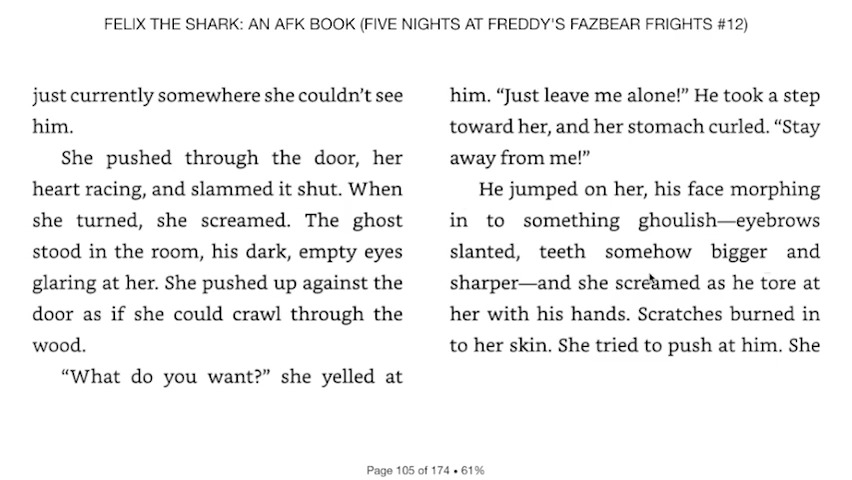 FELIX THE SHARK: AN AFK BOOK (FIVE NIGHTS AT FREDDY'S FAZBEAR FRIGHTS #12)
just currently somewhere she couldn't see
him.
She pushed through the door, her
heart racing, and slammed it shut. When
she turned, she screamed. The ghost
stood in the room, his dark, empty eyes
glaring at her. She pushed up against the
door as if she could crawl through the
wood.
“What do you want?” she yelled at
him. “Just leave me alone!” He took a step
toward her, and her stomach curled. “Stay
away from me!”
He jumped on her, his face morphing
in to something ghoulish—eyebrows
slanted, teeth somehow bigger and
sharper—and she screamed as he tore at
her with his hands. Scratches burned in
to her skin. She tried to push at him. She
Page 105 of 174 • 61%